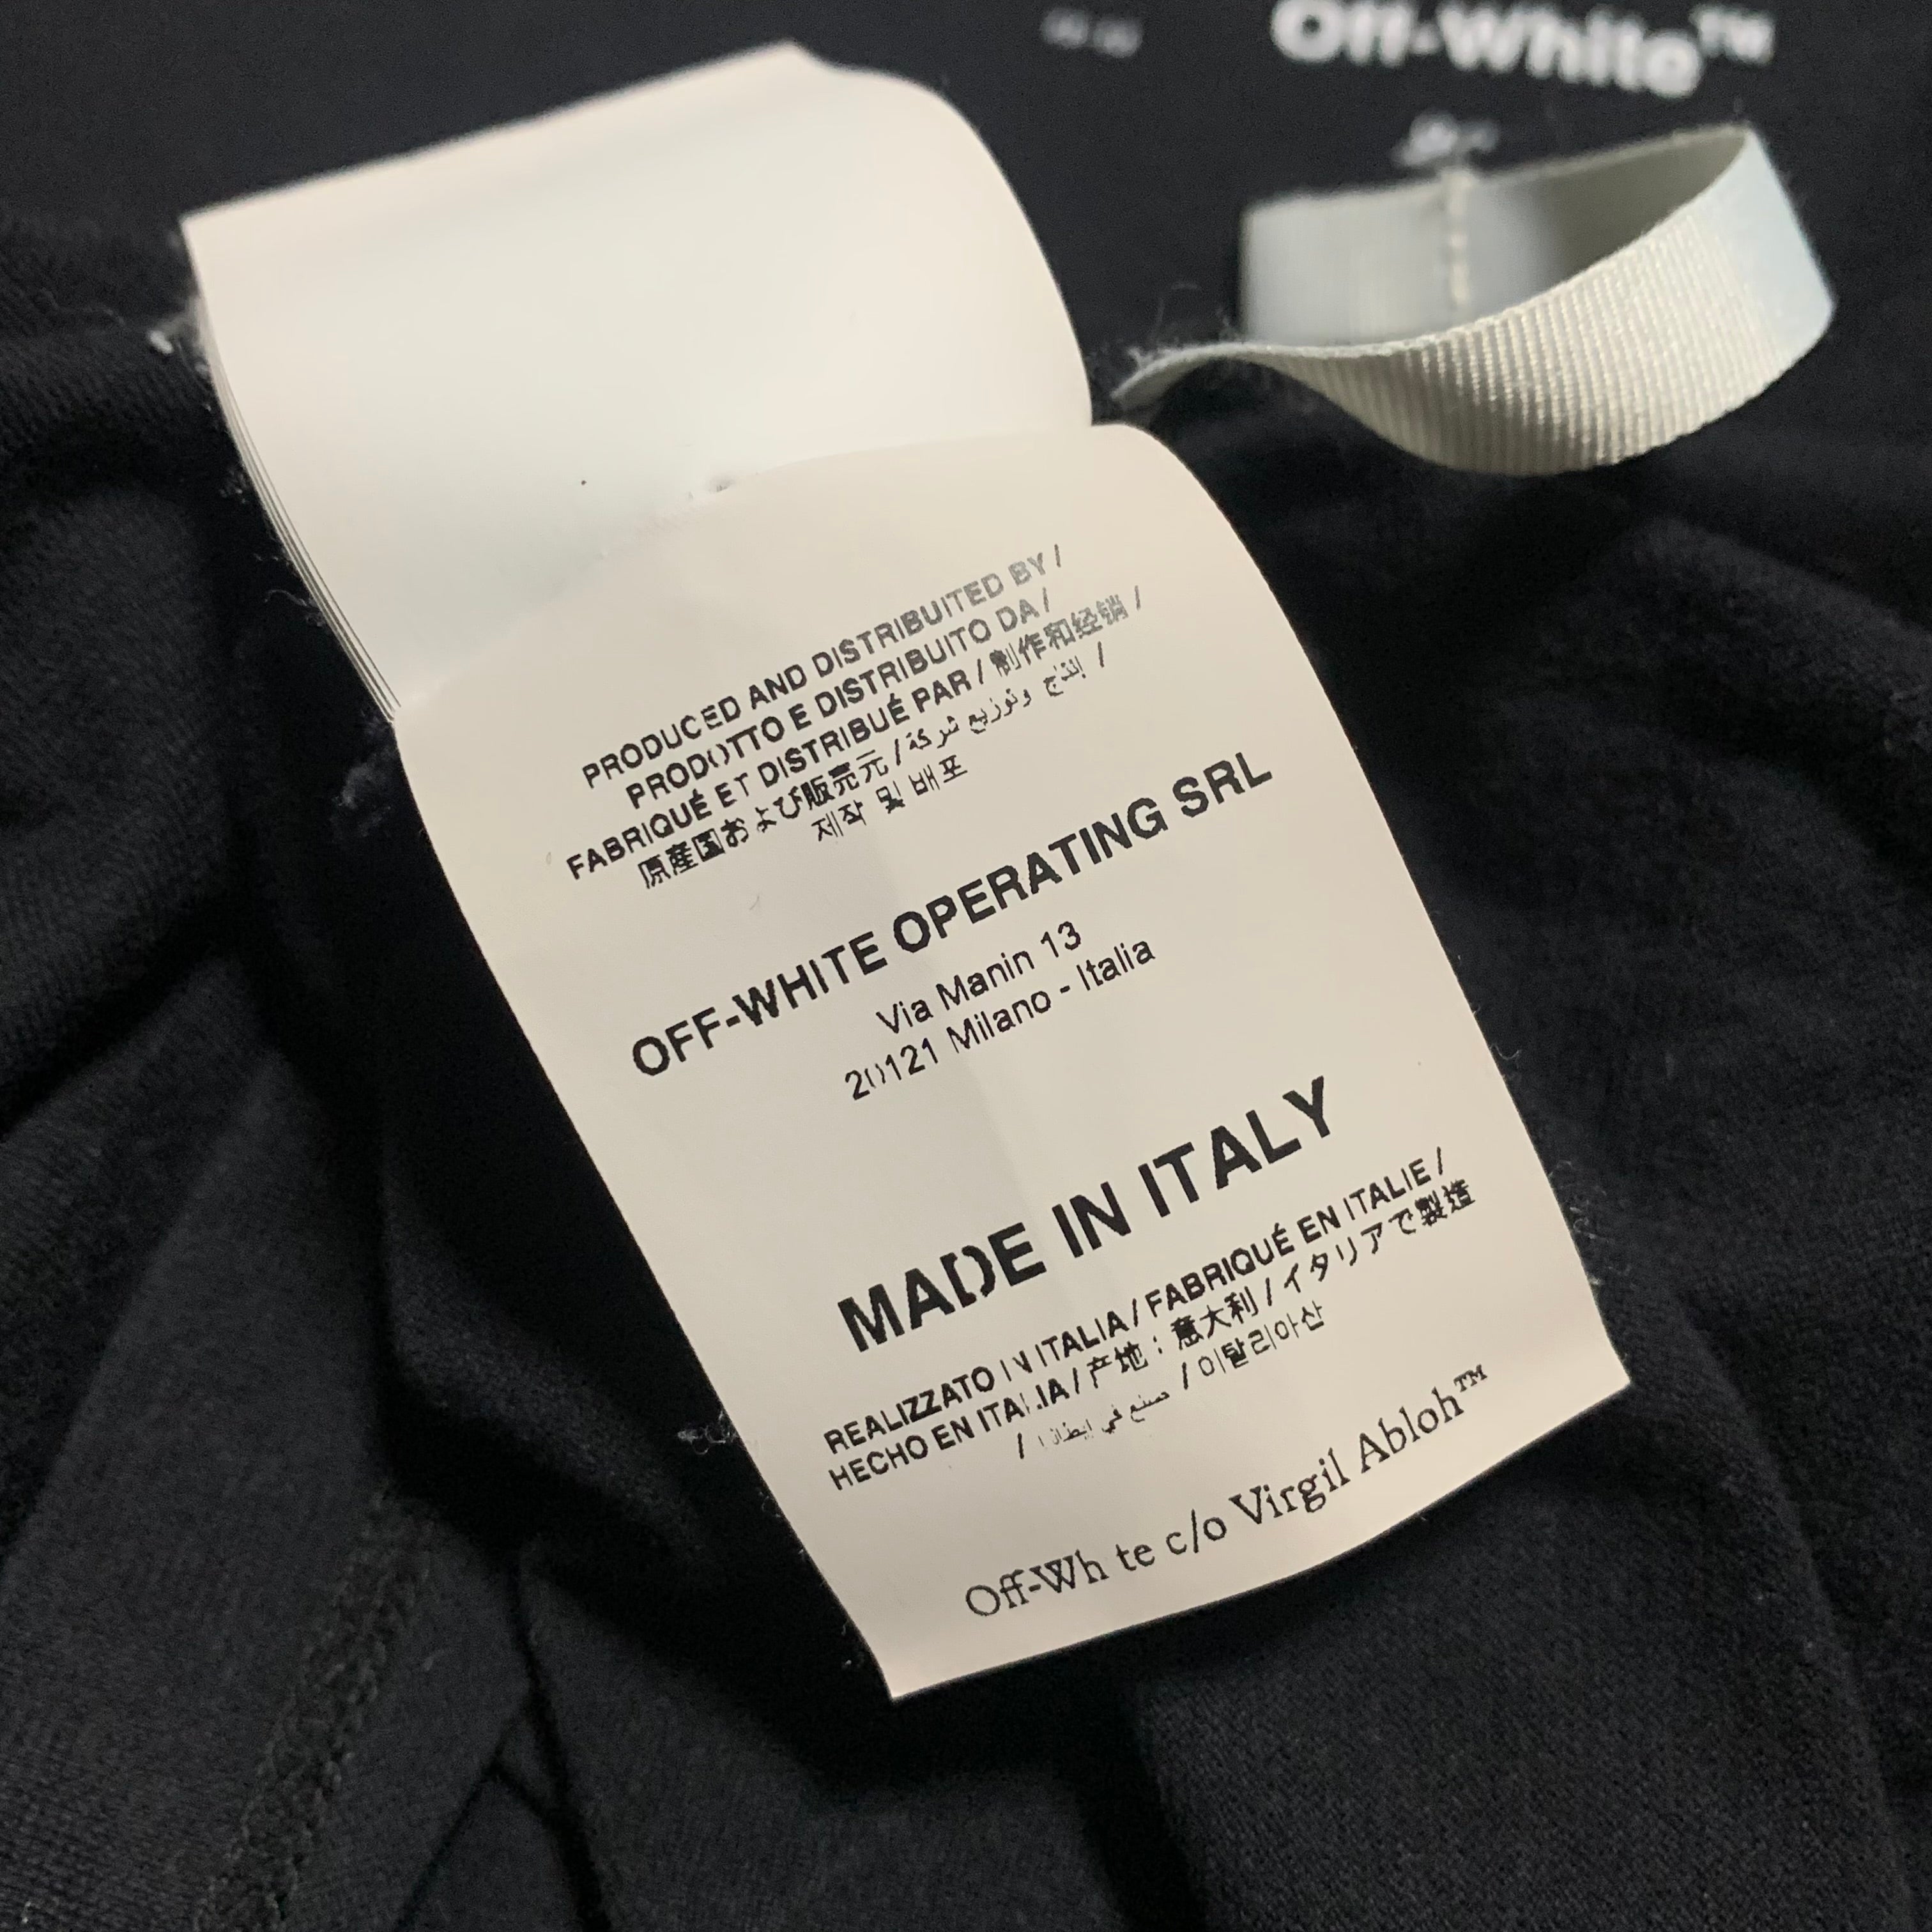 Off-White™
PRODUCED AND DISTRIBUITED BY /
PRODOTTO E DISTRIBUITO DA /
FABRIQUÉ ET DISTRIBUÉ PAR / 制作和经销 /
原産国および販売元 / إنتاج وتوزيع شركة /
제작 및 배포
OFF-WHITE OPERATING SRL
Via Manin 13
20121 Milano - Italia
MADE IN ITALY
REALIZZATO IN ITALIA / FABRIQUÉ EN ITALIE /
HECHO EN ITALIA / 产地：意大利 / イタリアで製造
/ صنع في إيطاليا / 이탈리아산
Off-Wh te c/o Virgil Abloh™